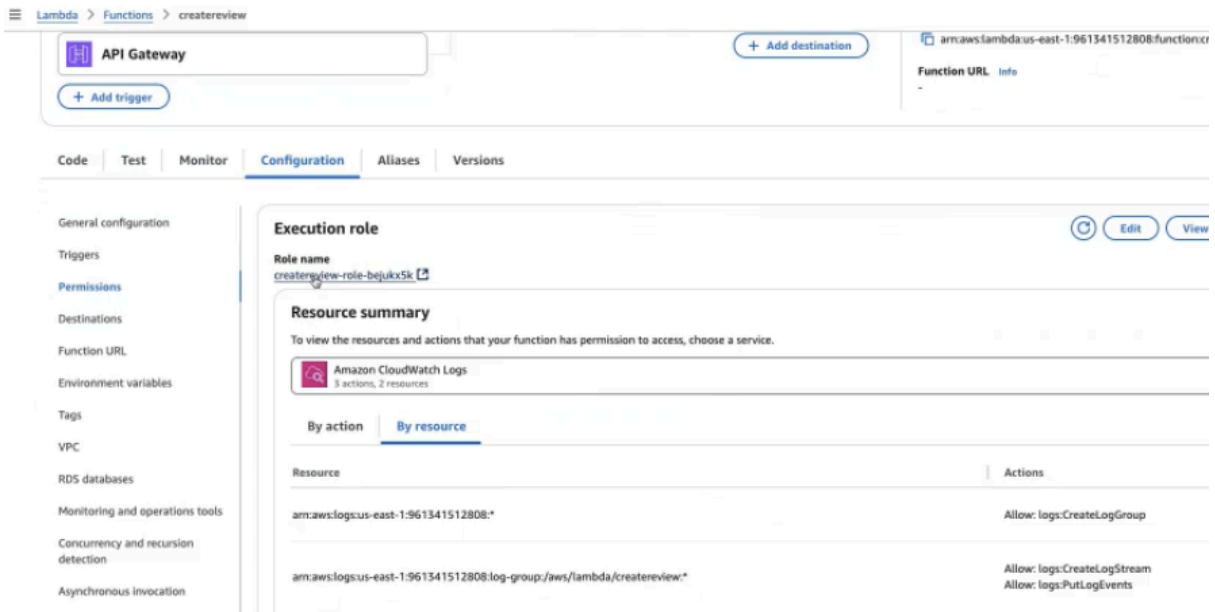 Lambda > Functions > createreview
API Gateway
+ Add destination
arn:aws:lambda:us-east-1:961341512808:function:cr
Function URL Info
-
+ Add trigger
Code Test Monitor Configuration Aliases Versions
General configuration
Triggers
Permissions
Destinations
Function URL
Environment variables
Tags
VPC
RDS databases
Monitoring and operations tools
Concurrency and recursion
detection
Asynchronous invocation
Execution role
Edit View
Role name
createreview-role-bejukx5k
Resource summary
To view the resources and actions that your function has permission to access, choose a service.
Amazon CloudWatch Logs
3 actions, 2 resources
By action By resource
Resource Actions
arn:aws:logs:us-east-1:961341512808:* Allow: logs:CreateLogGroup
arn:aws:logs:us-east-1:961341512808:log-group:/aws/lambda/createreview:* Allow: logs:CreateLogStream
Allow: logs:PutLogEvents